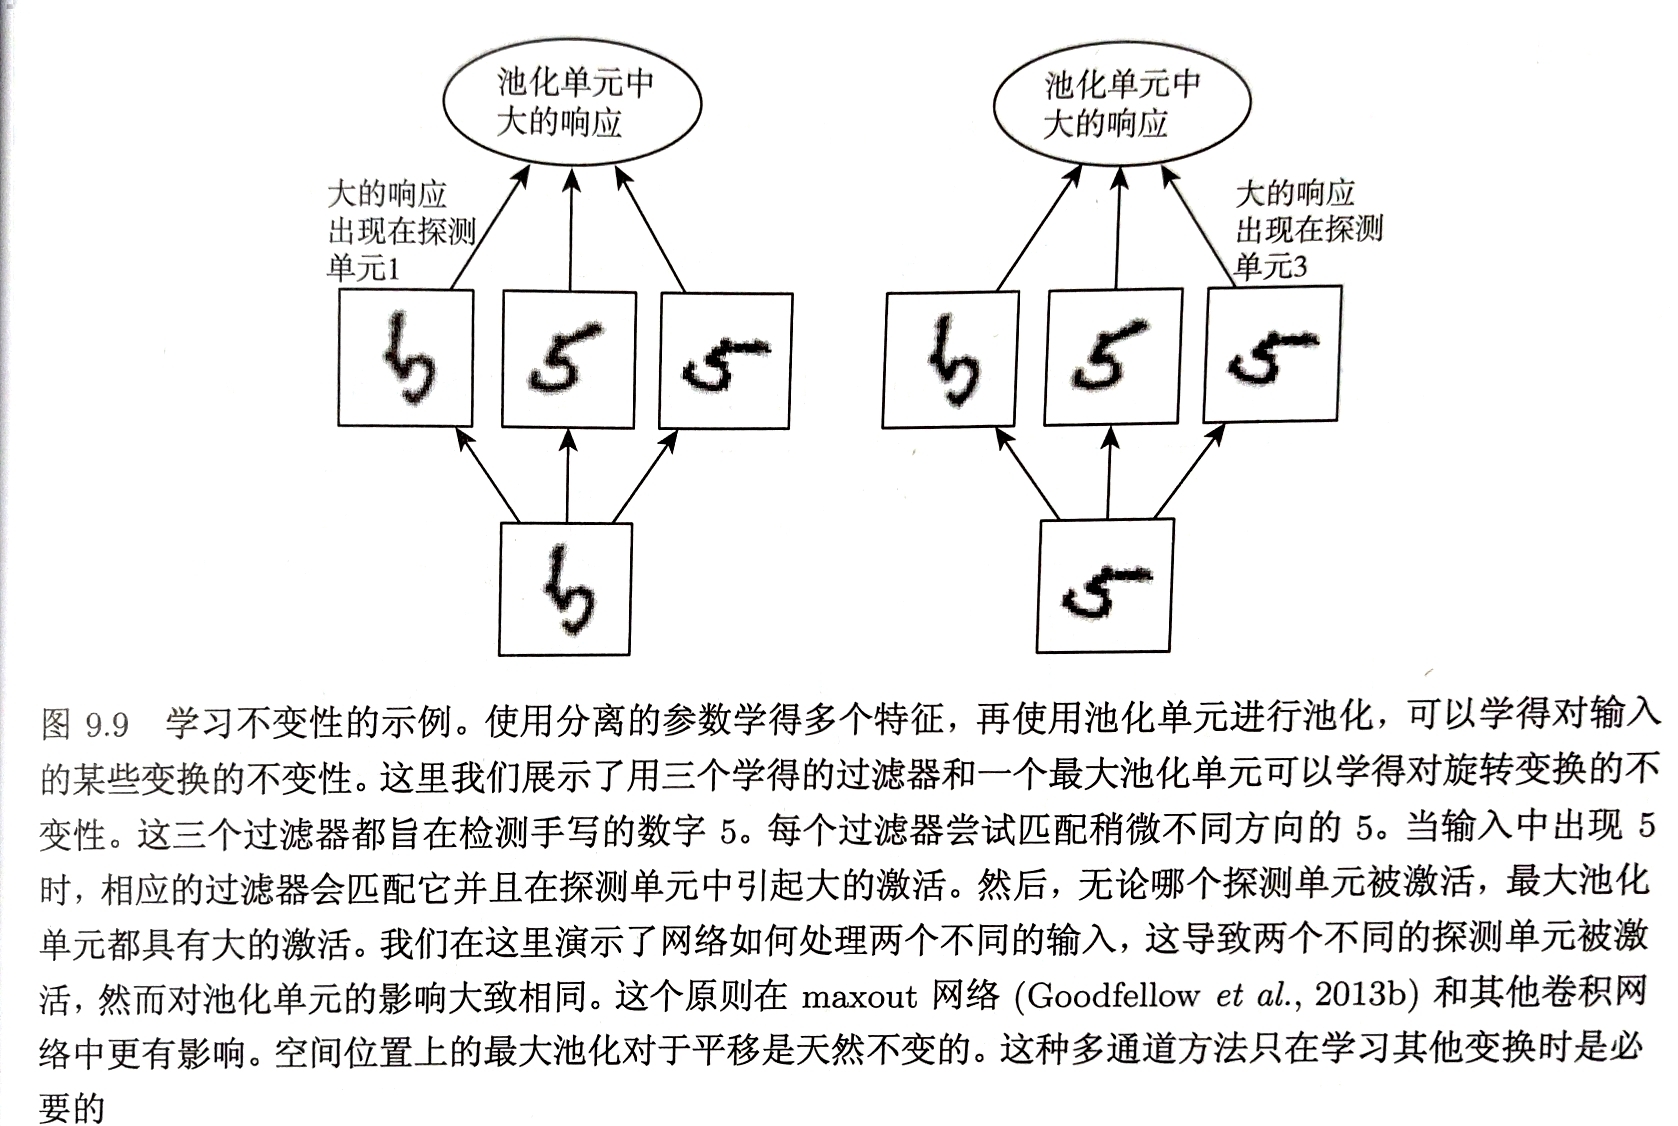 池化单元中
大的响应
池化单元中
大的响应
大的响应
出现在探测
单元1
大的响应
出现在探测
单元3
5
5
5
5
5
5
5
5
图 9.9 学习不变性的示例。使用分离的参数学得多个特征，再使用池化单元进行池化，可以学得对输入
的某些变换的不变性。这里我们展示了用三个学得的过滤器和一个最大池化单元可以学得对旋转变换的不
变性。这三个过滤器都旨在检测手写的数字 5。每个过滤器尝试匹配稍微不同方向的 5。当输入中出现 5
时，相应的过滤器会匹配它并且在探测单元中引起大的激活。然后，无论哪个探测单元被激活，最大池化
单元都具有大的激活。我们在这里演示了网络如何处理两个不同的输入，这导致两个不同的探测单元被激
活，然而对池化单元的影响大致相同。这个原则在 maxout 网络 (Goodfellow et al., 2013b) 和其他卷积网
络中更有影响。空间位置上的最大池化对于平移是天然不变的。这种多通道方法只在学习其他变换时是必
要的